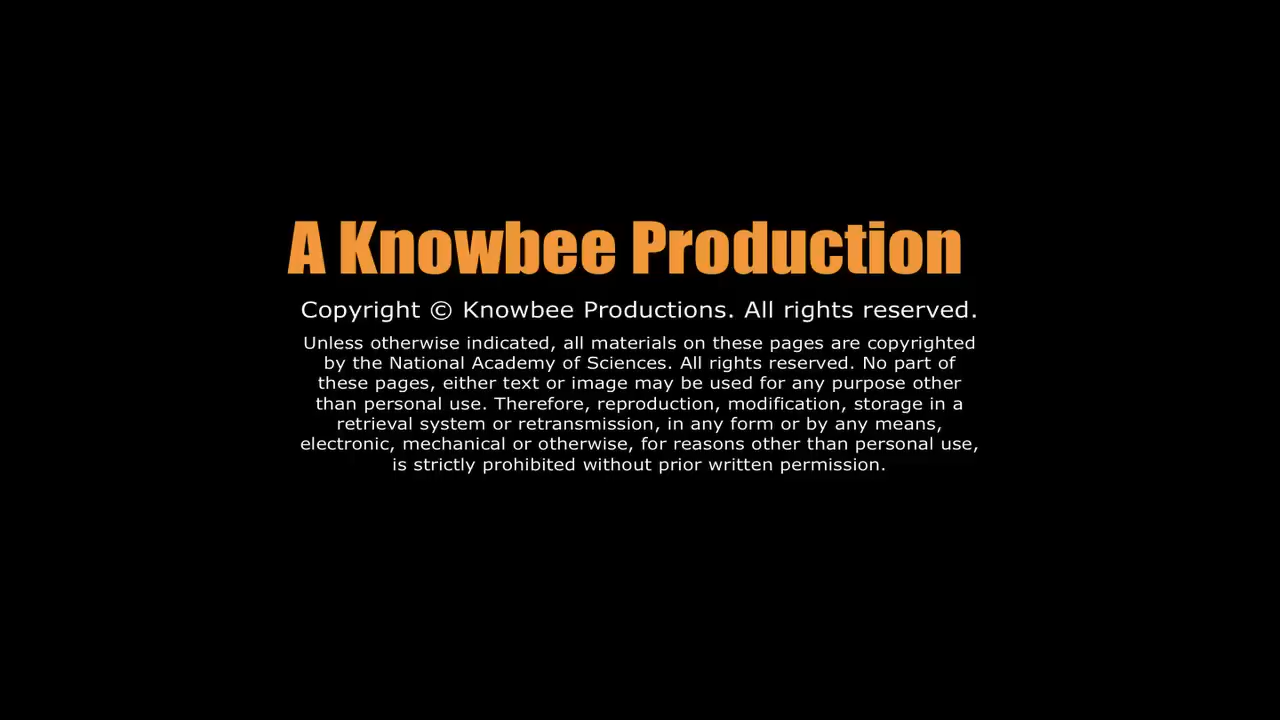 A Knowbee Production
Copyright © Knowbee Productions. All rights reserved.
Unless otherwise indicated, all materials on these pages are copyrighted
by the National Academy of Sciences. All rights reserved. No part of
these pages, either text or image may be used for any purpose other
than personal use. Therefore, reproduction, modification, storage in a
retrieval system or retransmission, in any form or by any means,
electronic, mechanical or otherwise, for reasons other than personal use,
is strictly prohibited without prior written permission.